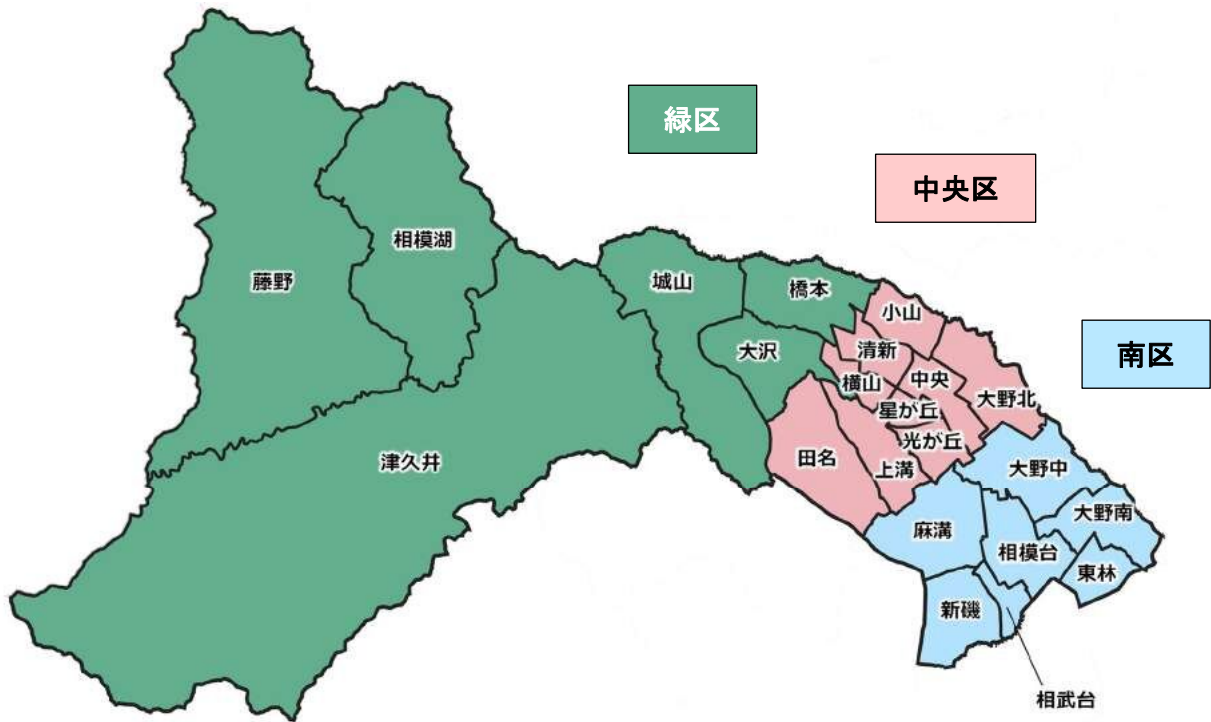 緑区
中央区
南区
藤野
相模湖
津久井
城山
橋本
大沢
小山
清新
横山
中央
星が丘
光が丘
大野北
田名
上溝
大野中
大野南
麻溝
相模台
東林
新磯
相武台